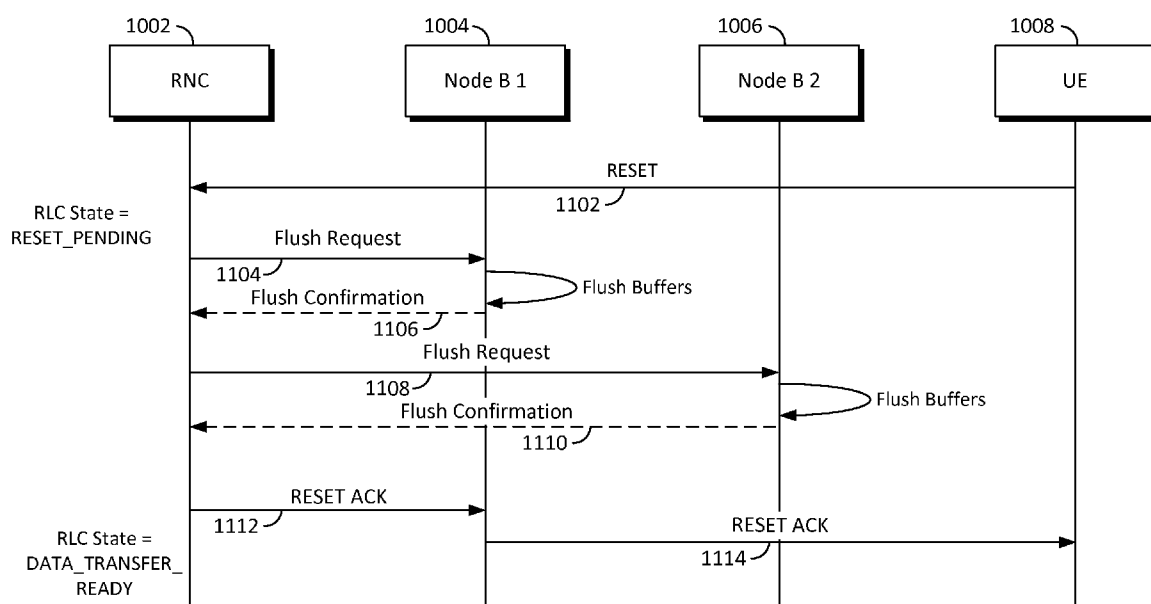 1002
1004
1006
1008
RNC
Node B 1
Node B 2
UE
RESET
1102
RLC State =
RESET_PENDING
Flush Request
1104
Flush Buffers
Flush Confirmation
1106
Flush Request
1108
Flush Buffers
Flush Confirmation
1110
RESET ACK
1112
RESET ACK
1114
RLC State =
DATA_TRANSFER_
READY